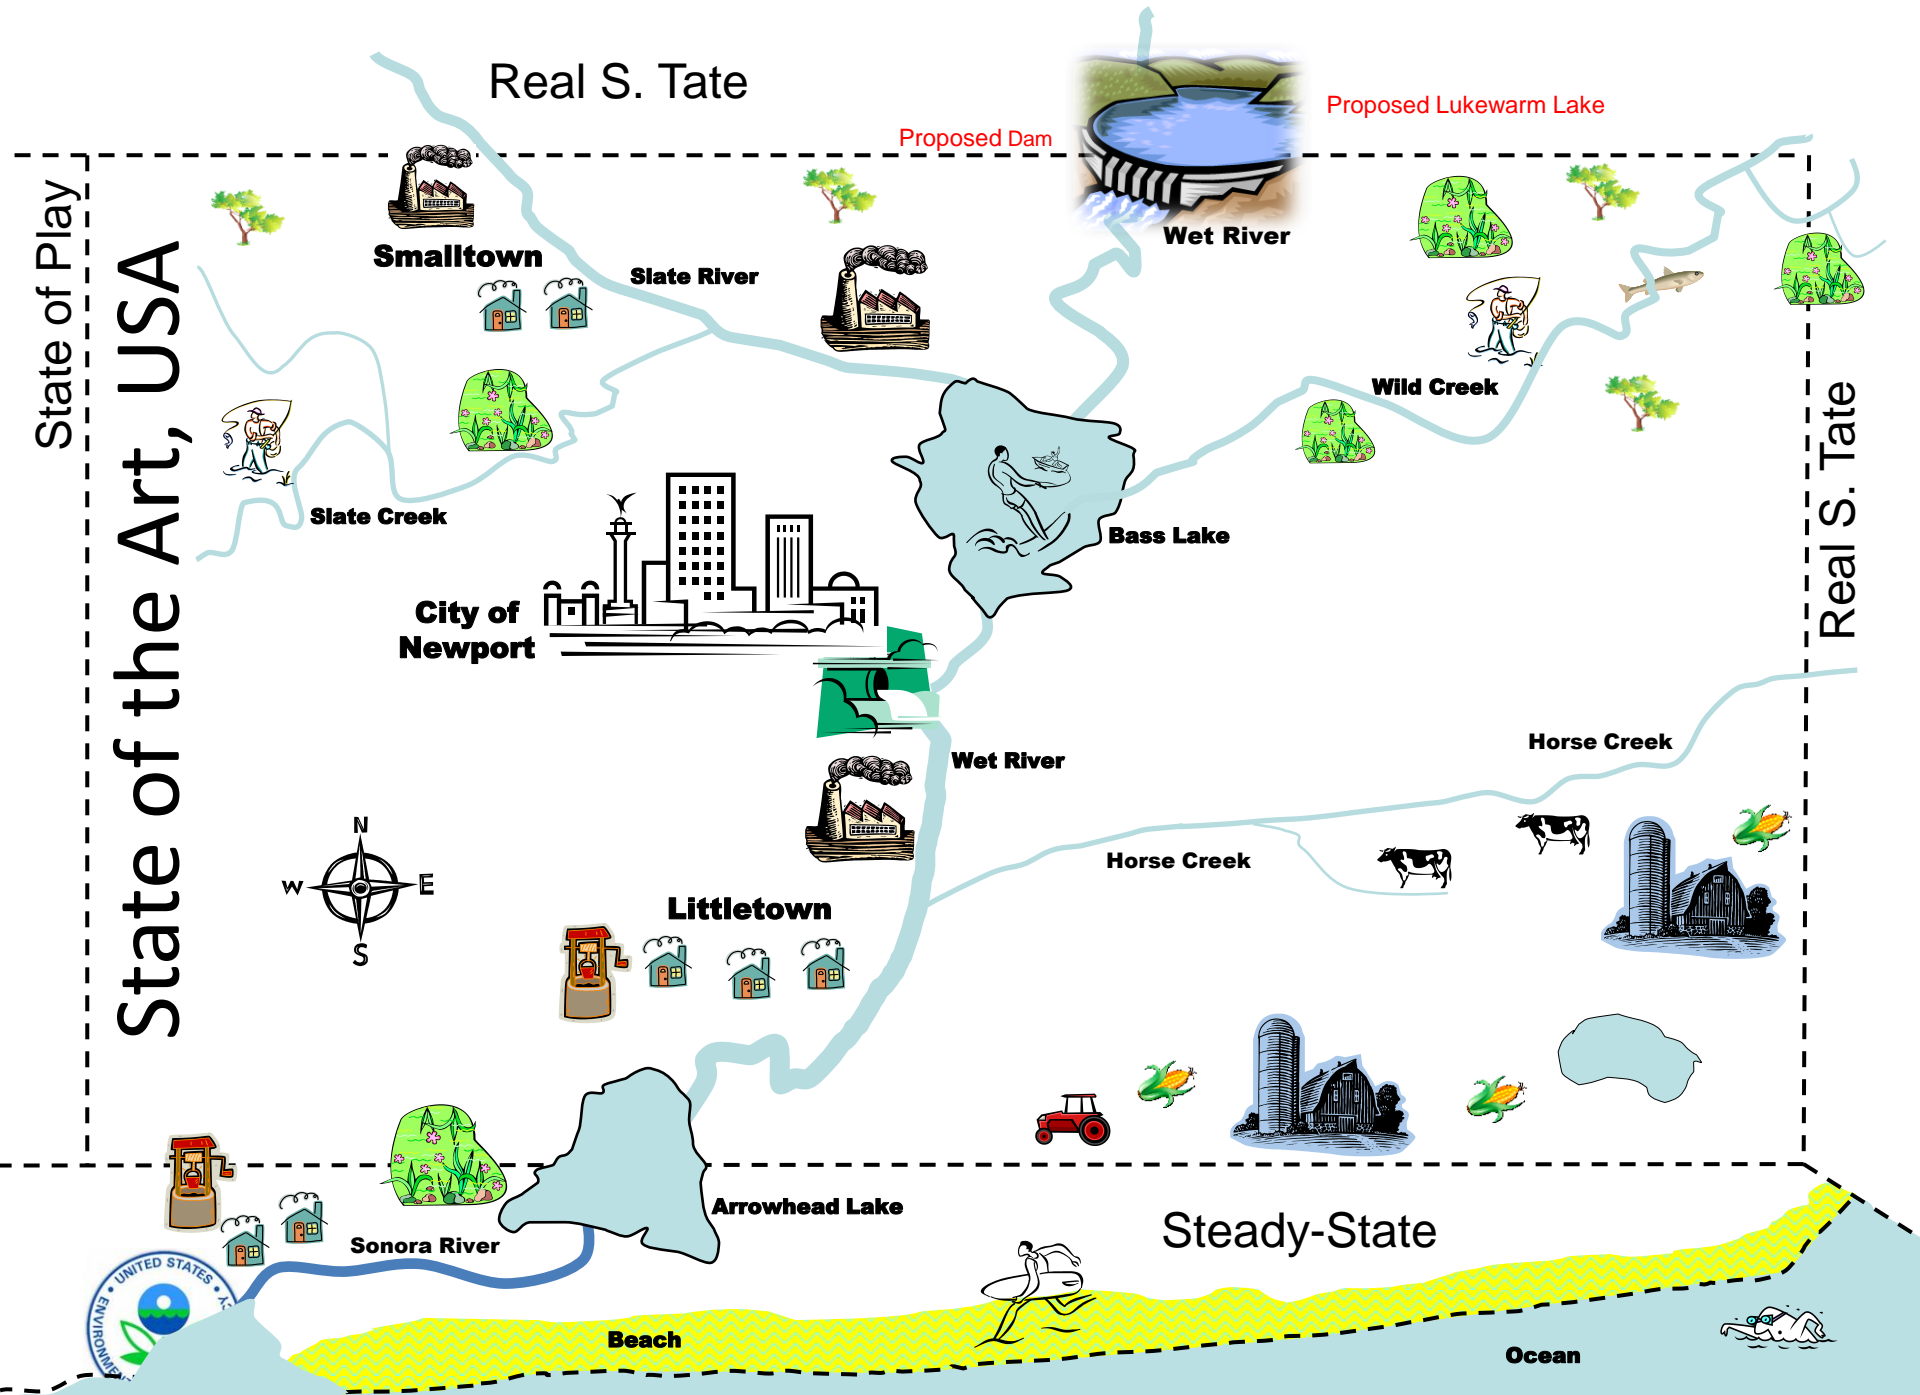 Real S. Tate
Proposed Lukewarm Lake
Proposed Dam
State of Play
State of the Art, USA
Wet River
Smalltown
Slate River
Wild Creek
Real S. Tate
Slate Creek
Bass Lake
City of
Newport
Wet River
Horse Creek
N
W
E
S
Horse Creek
Littletown
Arrowhead Lake
Steady-State
Sonora River
UNITED STATES
Beach
Ocean